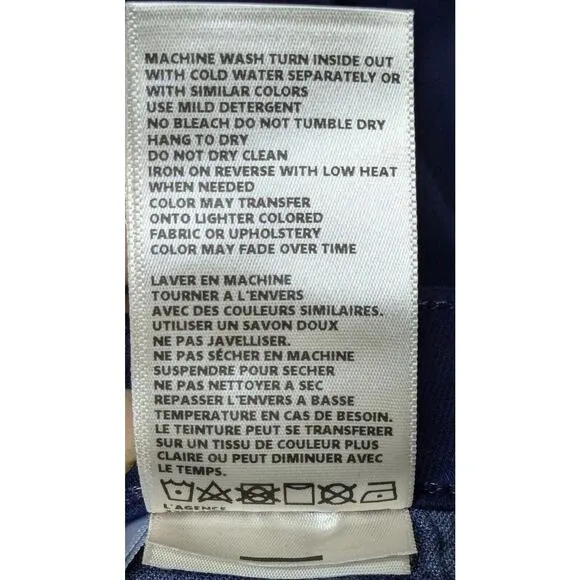 MACHINE WASH TURN INSIDE OUT
WITH COLD WATER SEPARATELY OR
WITH SIMILAR COLORS
USE MILD DETERGENT
NO BLEACH DO NOT TUMBLE DRY
HANG TO DRY
DO NOT DRY CLEAN
IRON ON REVERSE WITH LOW HEAT
WHEN NEEDED
COLOR MAY TRANSFER
ONTO LIGHTER COLORED
FABRIC OR UPHOLSTERY
COLOR MAY FADE OVER TIME
LAVER EN MACHINE
TOURNER A L'ENVERS
AVEC DES COULEURS SIMILAIRES.
UTILISER UN SAVON DOUX
NE PAS JAVELLISER.
NE PAS SÉCHER EN MACHINE
SUSPENDRE POUR SECHER
NE PAS NETTOYER A SEC
REPASSER L'ENVERS A BASSE
TEMPERATURE EN CAS DE BESOIN.
LE TEINTURE PEUT SE TRANSFERER
SUR UN TISSU DE COULEUR PLUS
CLAIRE OU PEUT DIMINUER AVEC
LE TEMPS.
L'AGENCE